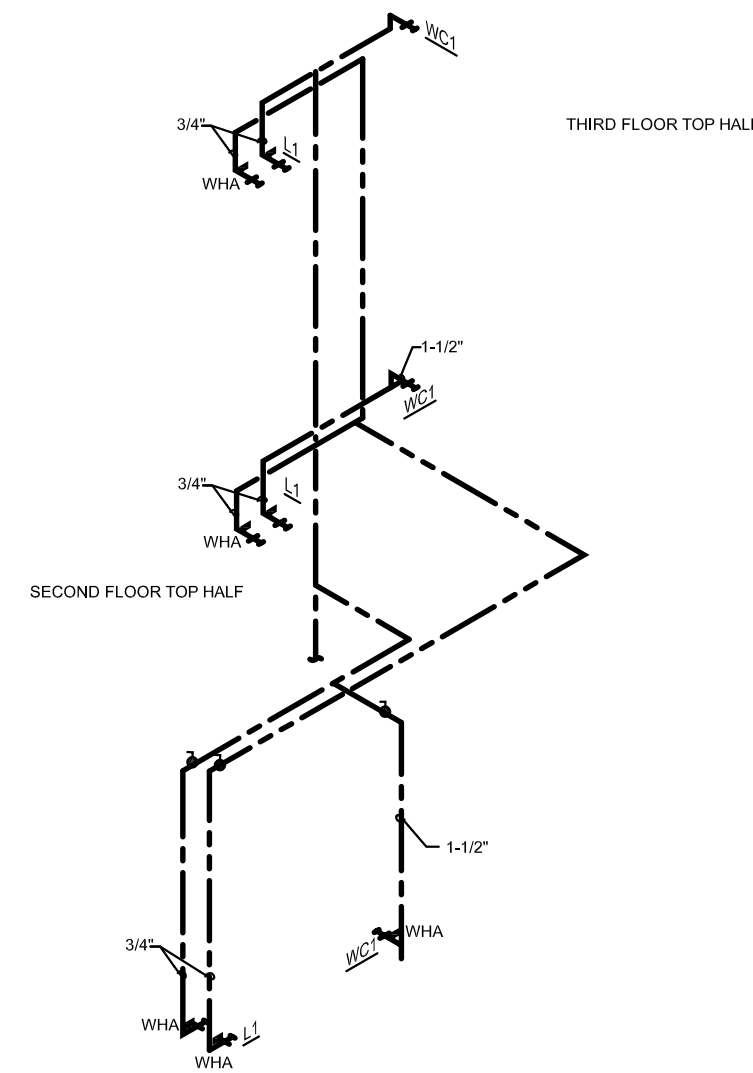 WC1
3/4"
THIRD FLOOR TOP HALF
L1
WHA
1-1/2"
WC1
3/4"
L1
WHA
SECOND FLOOR TOP HALF
1-1/2"
WHA
WC1
3/4"
WHA
L1
WHA